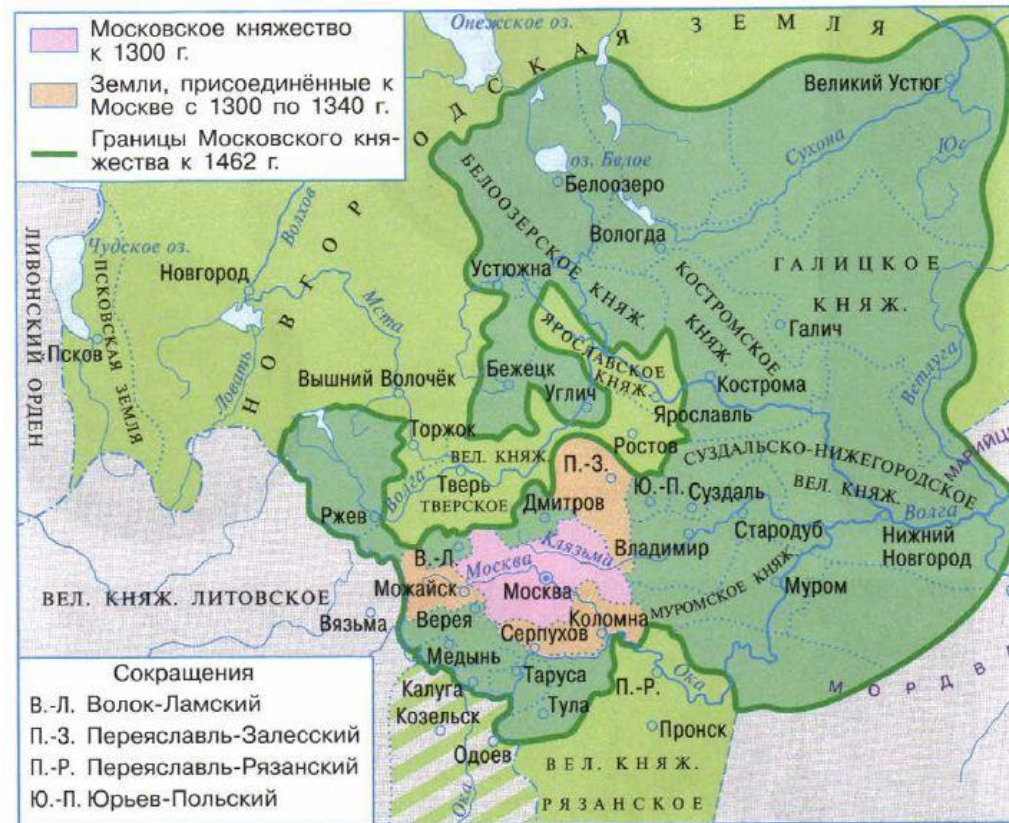 Московское княжество
к 1300 г.
Земли, присоединённые к
Москве с 1300 по 1340 г.
Границы Московского кня-
жества к 1462 г.
Онежское оз.
НОВГОРОДСКАЯ ЗЕМЛЯ
Великий Устюг
Сухона
Юг
оз. Белое
Белоозеро
БЕЛООЗЕРСКОЕ КНЯЖ.
Вологда
Волхов
Чудское оз.
Новгород
ЛИВОНСКИЙ ОРДЕН
ПСКОВСКАЯ ЗЕМЛЯ
Псков
Ловать
Мста
Устюжна
КОСТРОМСКОЕ
КНЯЖ.
ГАЛИЦКОЕ
КНЯЖ.
Галич
Ветлуга
ЯРОСЛАВСКОЕ
КНЯЖ.
Вышний Волочёк
Бежецк
Углич
Кострома
Ярославль
Торжок
Ростов
ВЕЛ. КНЯЖ.
Тверь
ТВЕРСКОЕ
Волга
П.-З.
СУЗДАЛЬСКО-НИЖЕГОРОДСКОЕ
ВЕЛ. КНЯЖ.
МАРИЙЦ
Ржев
Дмитров
Ю.-П.
Суздаль
Стародуб
Волга
Нижний
Новгород
В.-Л
Клязьма
Владимир
Москва
Можайск
Москва
Муром
МУРОМСКОЕ КНЯЖ
ВЕЛ. КНЯЖ. ЛИТОВСКОЕ
Вязьма
Верея
Коломна
Серпухов
Медынь
Таруса
Калуга
Козельск
Тула
П.-Р.
Ока
МОРДВ
Пронск
Одоев
Ока
ВЕЛ. КНЯЖ.
РЯЗАНСКОЕ
Сокращения
В.-Л. Волок-Ламский
П.-З. Переяславль-Залесский
П.-Р. Переяславль-Рязанский
Ю.-П. Юрьев-Польский